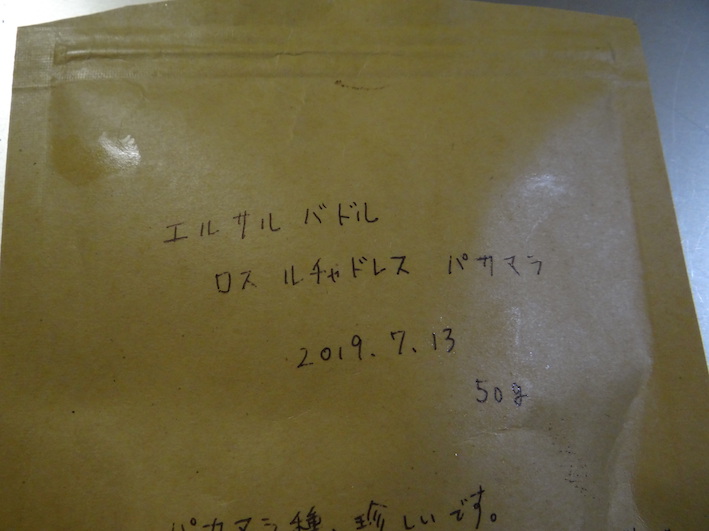 エルサルバドル
ロス ルチャドレス パカマラ
2019.7.13
50g
パカマラ種、珍しいです。